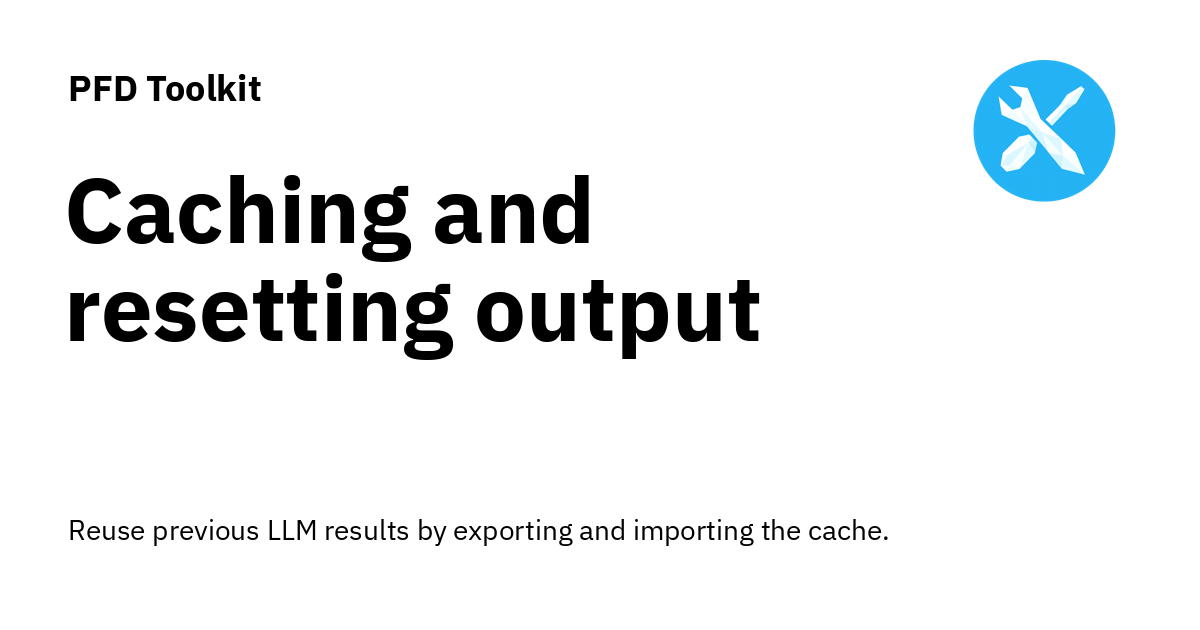 PFD Toolkit
Caching and
resetting output
Reuse previous LLM results by exporting and importing the cache.